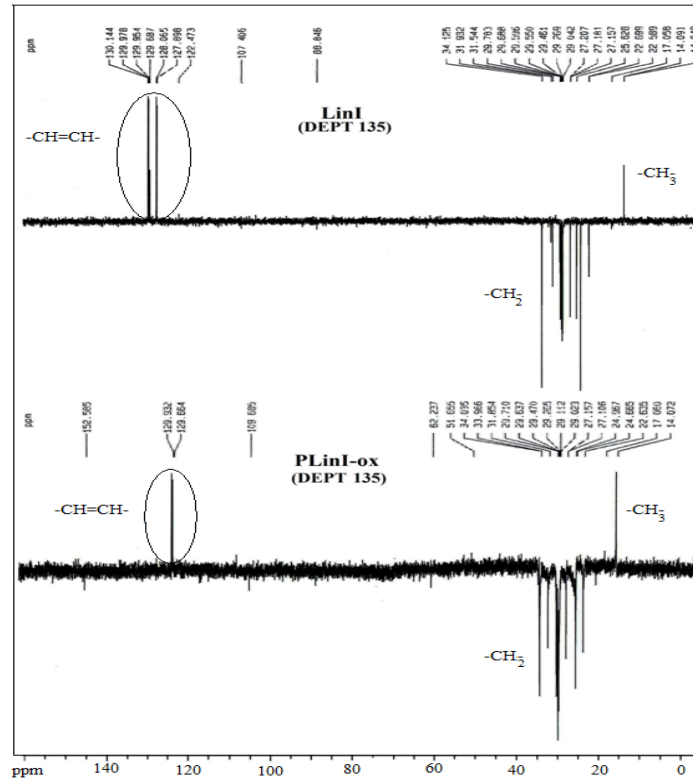 ppm 130.144 129.978 129.954 129.687 128.065 127.898 122.473 107.406 88.846 34.125 31.932 31.544 29.783 29.688 29.596 29.550 29.461 29.269 29.042 27.207 27.181 27.157 25.628 22.699 22.589 17.058 14.091
LinI
(DEPT 135)
-CH=CH-
-CH3
-CH2
ppm 152.585 129.932 129.664 109.685 62.237 51.655 34.095 33.966 31.854 29.710 29.637 29.470 29.265 29.112 29.023 27.157 27.106 24.967 24.665 22.635 17.060 14.072
PLinI-ox
(DEPT 135)
-CH=CH-
-CH3
-CH2
ppm 140 120 100 80 60 40 20 0